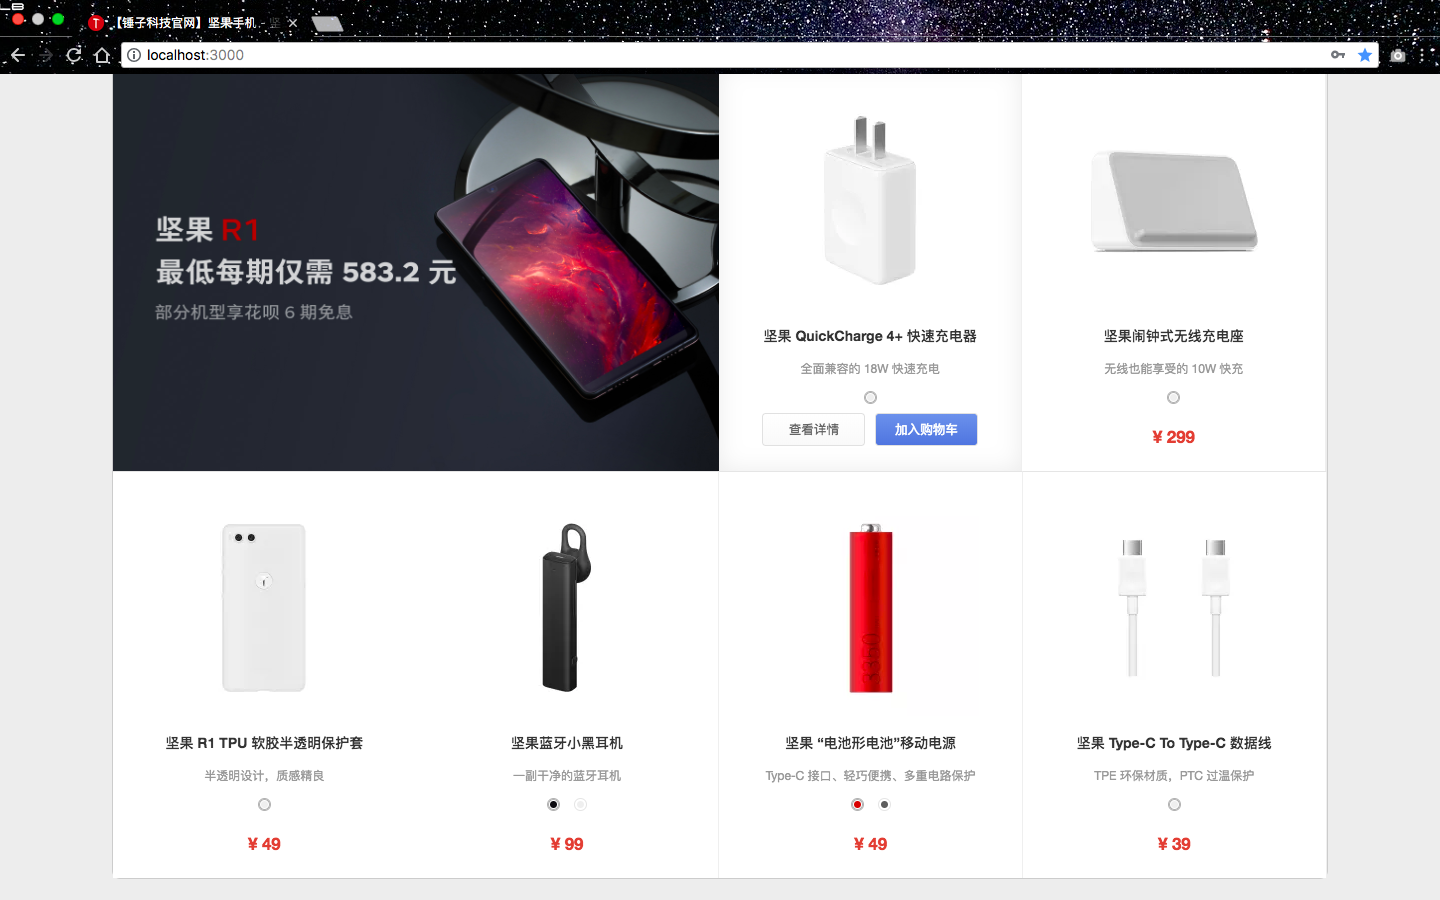 【锤子科技官网】坚果手机 - 坚
localhost:3000
坚果 R1
最低每期仅需 583.2 元
部分机型享花呗 6 期免息
坚果 QuickCharge 4+ 快速充电器
全面兼容的 18W 快速充电
查看详情
加入购物车
坚果闹钟式无线充电座
无线也能享受的 10W 快充
¥ 299
坚果 R1 TPU 软胶半透明保护套
半透明设计，质感精良
¥ 49
坚果蓝牙小黑耳机
一副干净的蓝牙耳机
¥ 99
3350
坚果 “电池形电池”移动电源
Type-C 接口、轻巧便携、多重电路保护
¥ 49
坚果 Type-C To Type-C 数据线
TPE 环保材质，PTC 过温保护
¥ 39